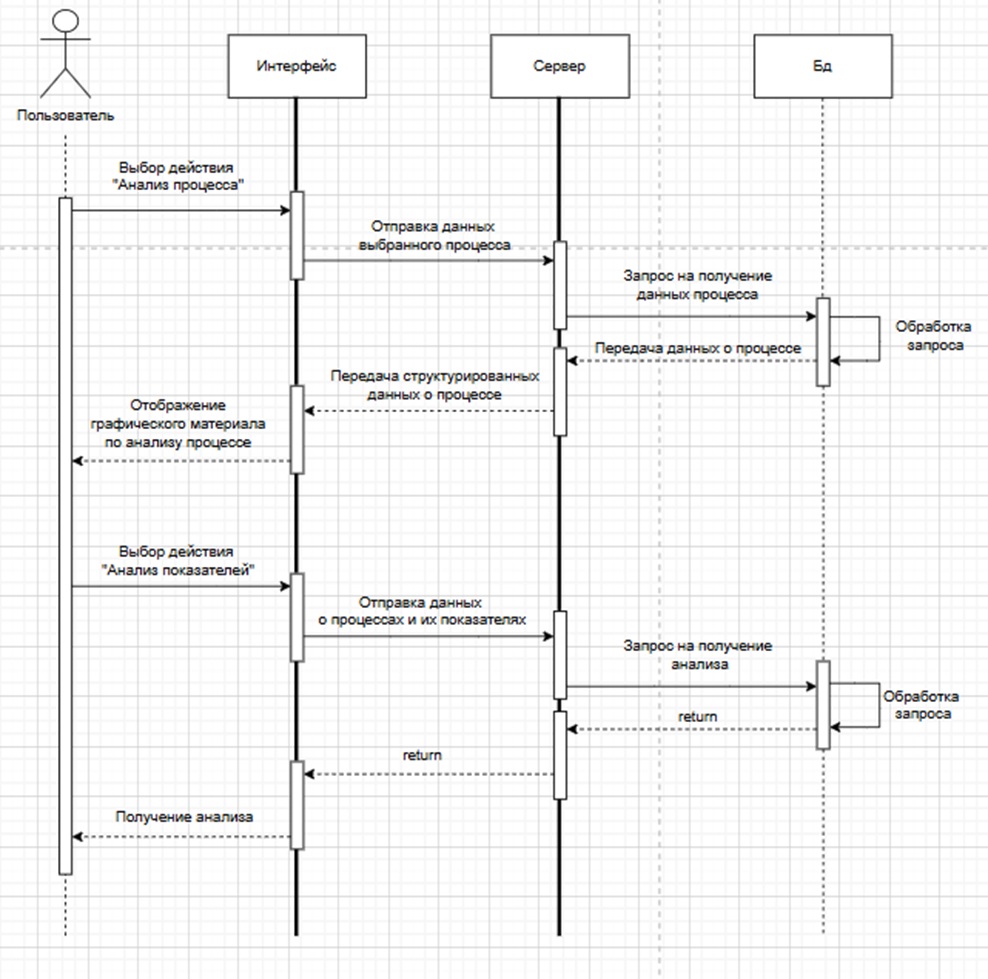 Пользователь
Интерфейс
Сервер
Бд
Выбор действия
"Анализ процесса"
Отправка данных
выбранного процесса
Запрос на получение
данных процесса
Обработка
запроса
Передача данных о процессе
Передача структурированных
данных о процессе
Отображение
графического материала
по анализу процессе
Выбор действия
"Анализ показателей"
Отправка данных
о процессах и их показателях
Запрос на получение
анализа
Обработка
запроса
return
return
Получение анализа